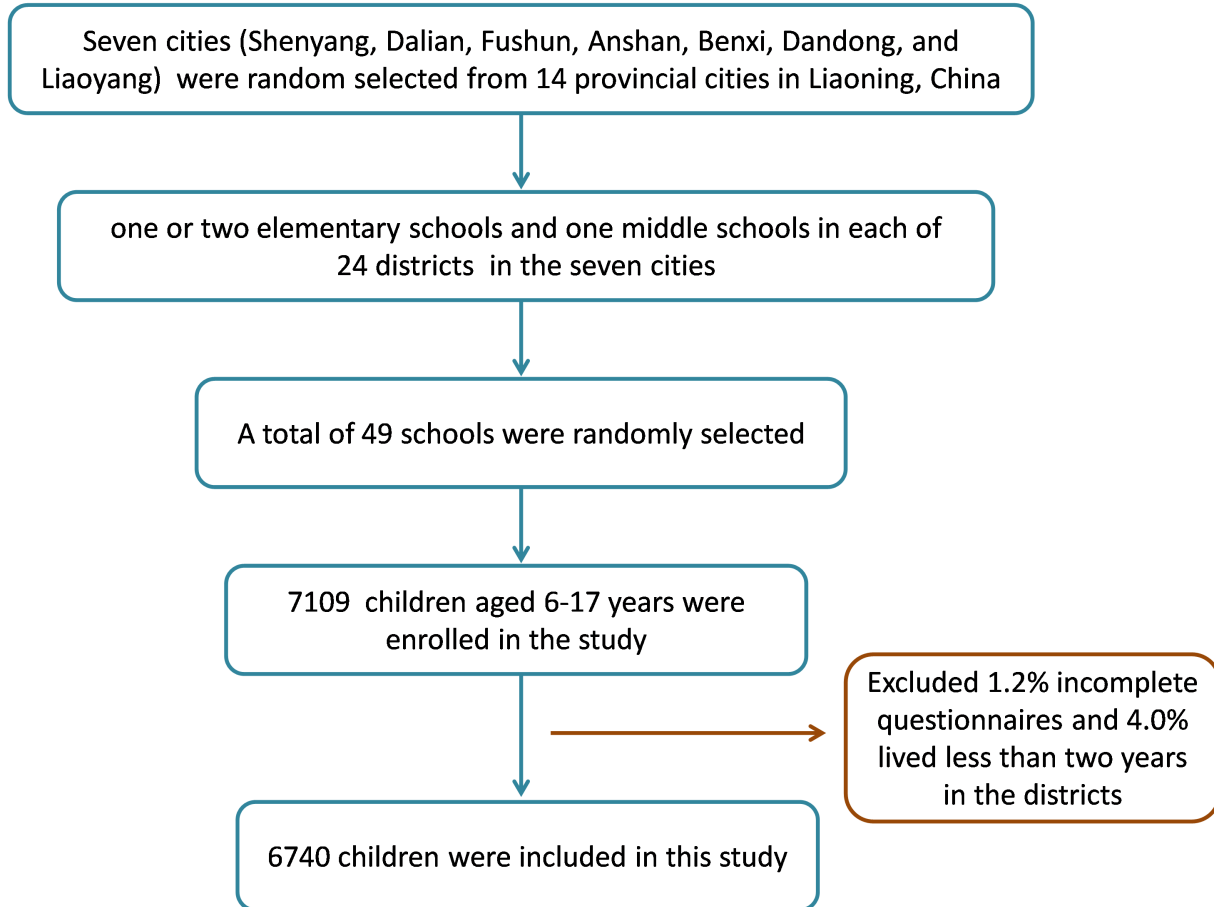 Seven cities (Shenyang, Dalian, Fushun, Anshan, Benxi, Dandong, and
Liaoyang)  were random selected from 14 provincial cities in Liaoning, China
one or two elementary schools and one middle schools in each of
24 districts  in the seven cities
A total of 49 schools were randomly selected
7109  children aged 6-17 years were
enrolled in the study
Excluded 1.2% incomplete
questionnaires and 4.0%
lived less than two years
in the districts
6740 children were included in this study